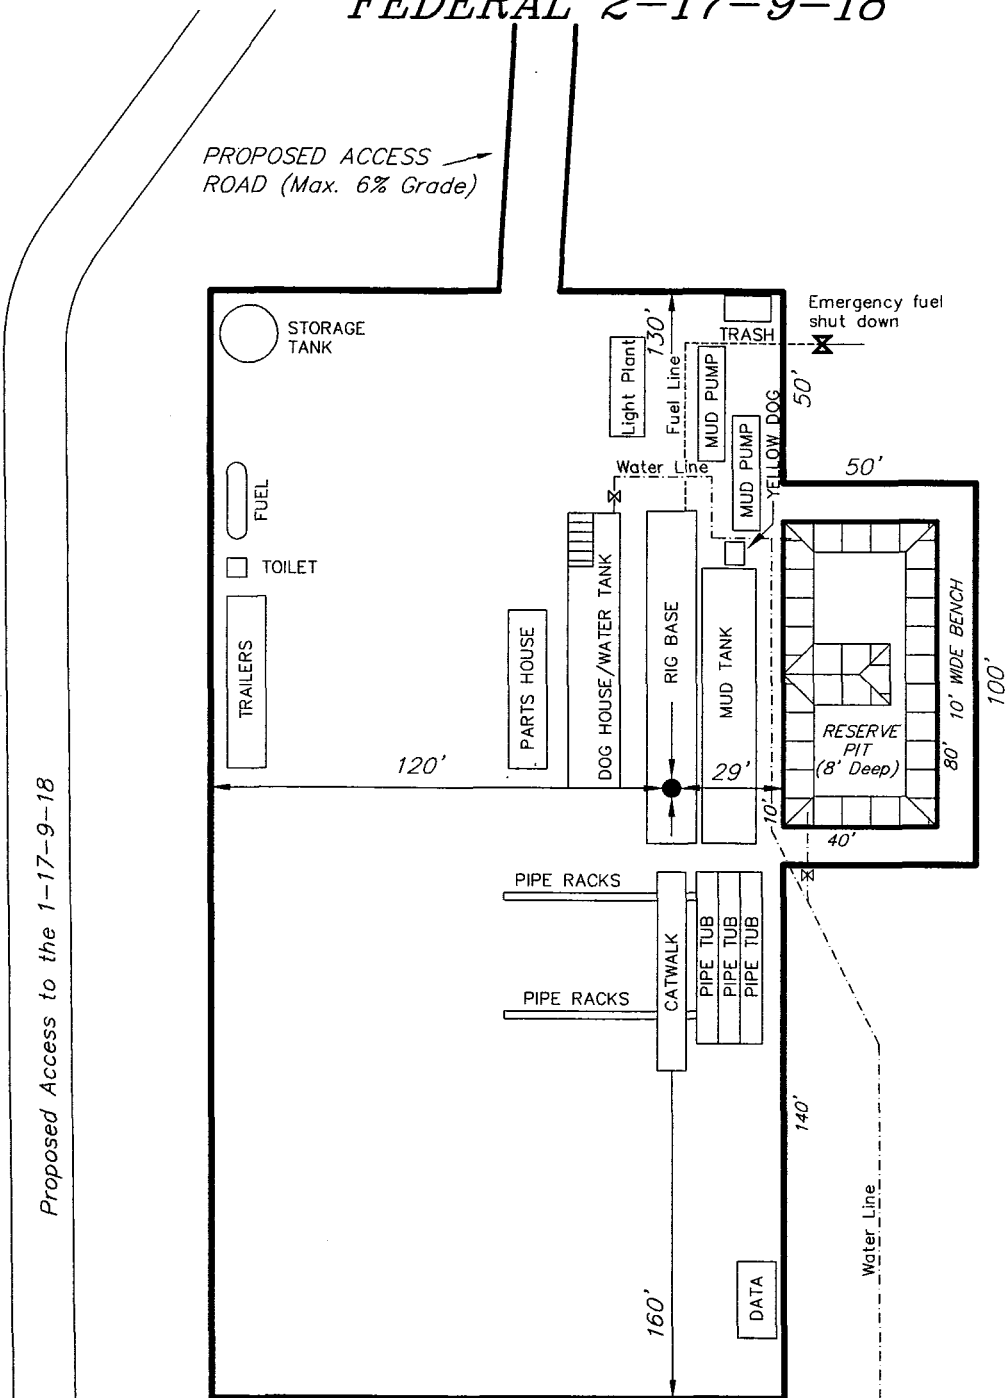 FEDERAL 2-17-9-18
PROPOSED ACCESS
ROAD (Max. 6% Grade)
STORAGE
TANK
Light Plant
130'
Fuel Line
TRASH
MUD PUMP
MUD PUMP
YELLOW DOG
Emergency fuel
shut down
50'
50'
Water Line
FUEL
TOILET
TRAILERS
PARTS HOUSE
DOG HOUSE/WATER TANK
RIG BASE
MUD TANK
RESERVE
PIT
(8' Deep)
80'
10' WIDE BENCH
100'
120'
29'
10'
40'
PIPE RACKS
PIPE RACKS
CATWALK
PIPE TUB
PIPE TUB
PIPE TUB
140'
Water Line
160'
DATA
Proposed Access to the 1-17-9-18